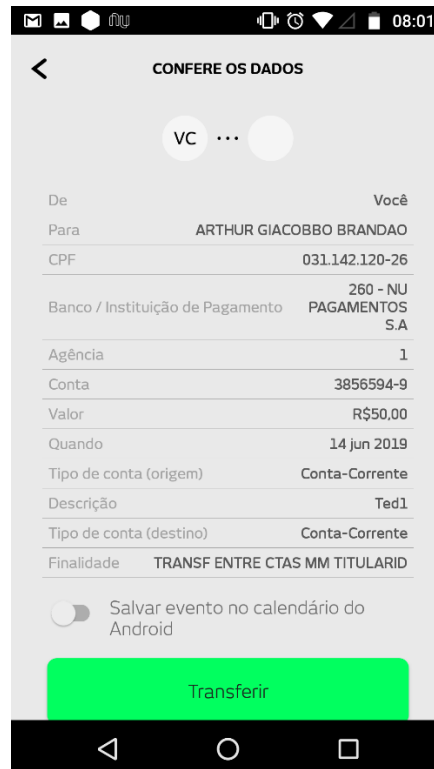 08:01
CONFERE OS DADOS
VC ...
De Você
Para ARTHUR GIACOBBO BRANDAO
CPF 031.142.120-26
Banco / Instituição de Pagamento 260 - NU
PAGAMENTOS
S.A
Agência 1
Conta 3856594-9
Valor R$50,00
Quando 14 jun 2019
Tipo de conta (origem) Conta-Corrente
Descrição Ted1
Tipo de conta (destino) Conta-Corrente
Finalidade TRANSF ENTRE CTAS MM TITULARID
Salvar evento no calendário do
Android
Transferir